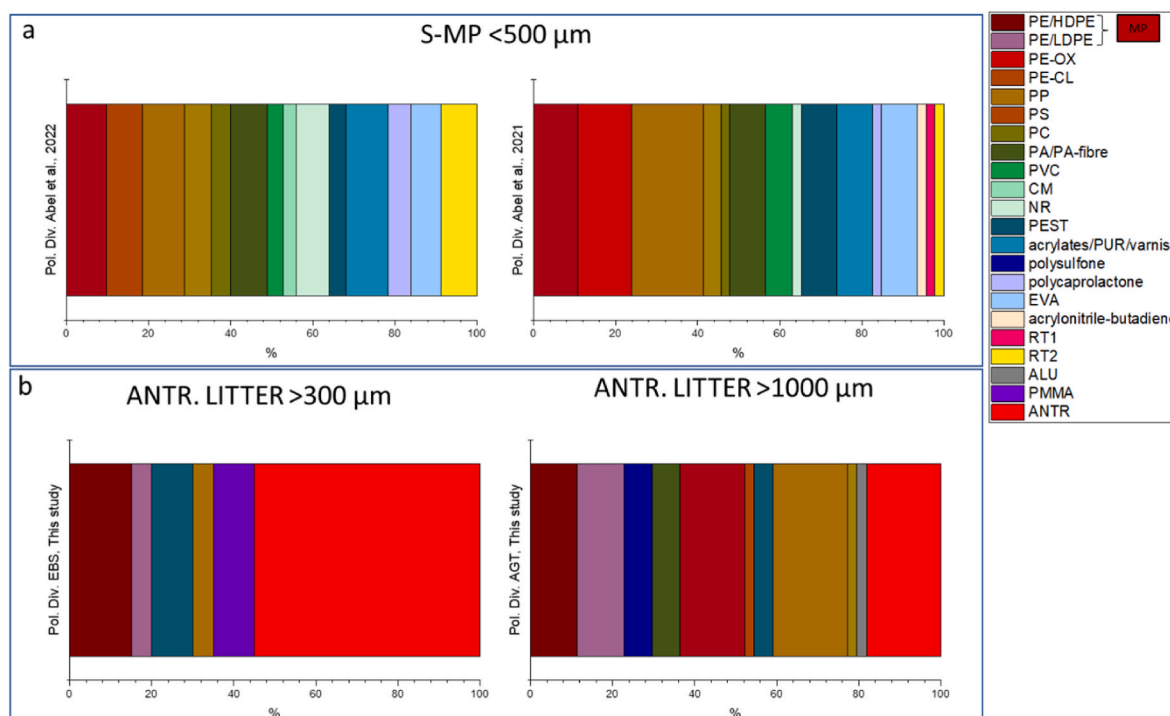 a
S-MP <500 µm
Pol. Div. Abel et al., 2022
0 20 40 60 80 100
%
Pol. Div. Abel et al., 2021
0 20 40 60 80 100
%
b
ANTR. LITTER >300 µm
ANTR. LITTER >1000 µm
Pol. Div. EBS, This study
0 20 40 60 80 100
%
Pol. Div. AGT, This study
0 20 40 60 80 100
%
PE/HDPE
PE/LDPE
MP
PE-OX
PE-CL
PP
PS
PC
PA/PA-fibre
PVC
CM
NR
PEST
acrylates/PUR/varnis
polysulfone
polycaprolactone
EVA
acrylonitrile-butadiene
RT1
RT2
ALU
PMMA
ANTR